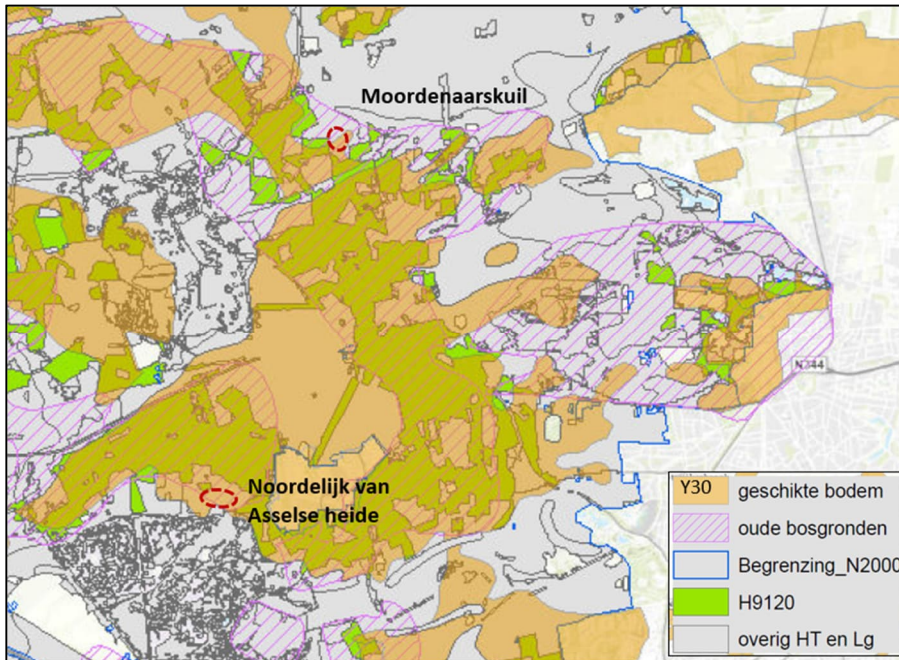 Moordenaarskuil
N344
Noordelijk van
Asselse heide
Y30 geschikte bodem
oude bosgronden
Begrenzing_N2000
H9120
overig HT en Lg